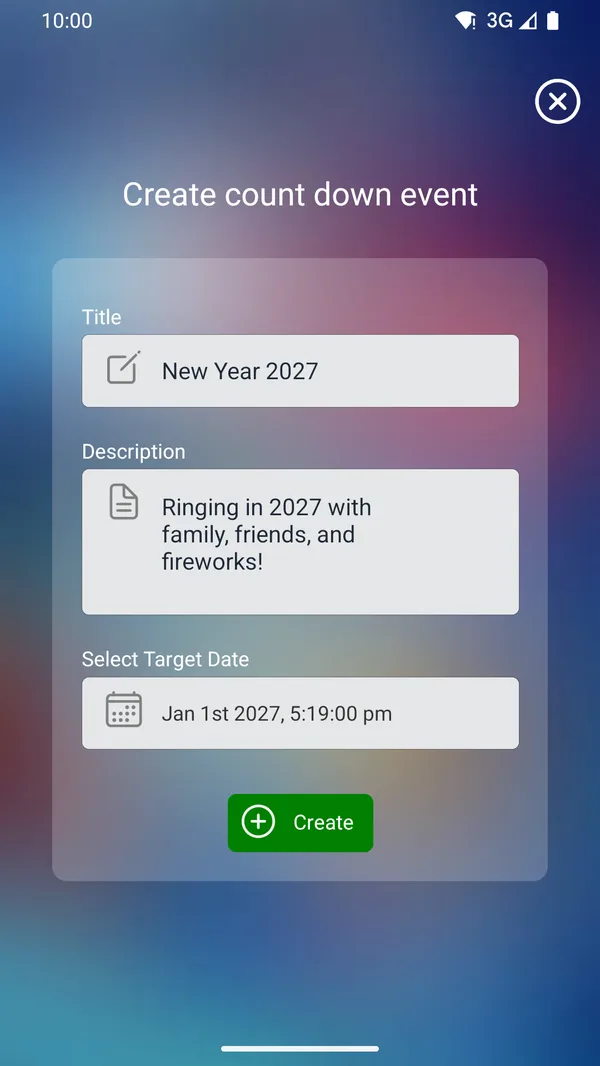 10:00
3G
Create count down event
Title
New Year 2027
Description
Ringing in 2027 with
family, friends, and
fireworks!
Select Target Date
Jan 1st 2027, 5:19:00 pm
Create